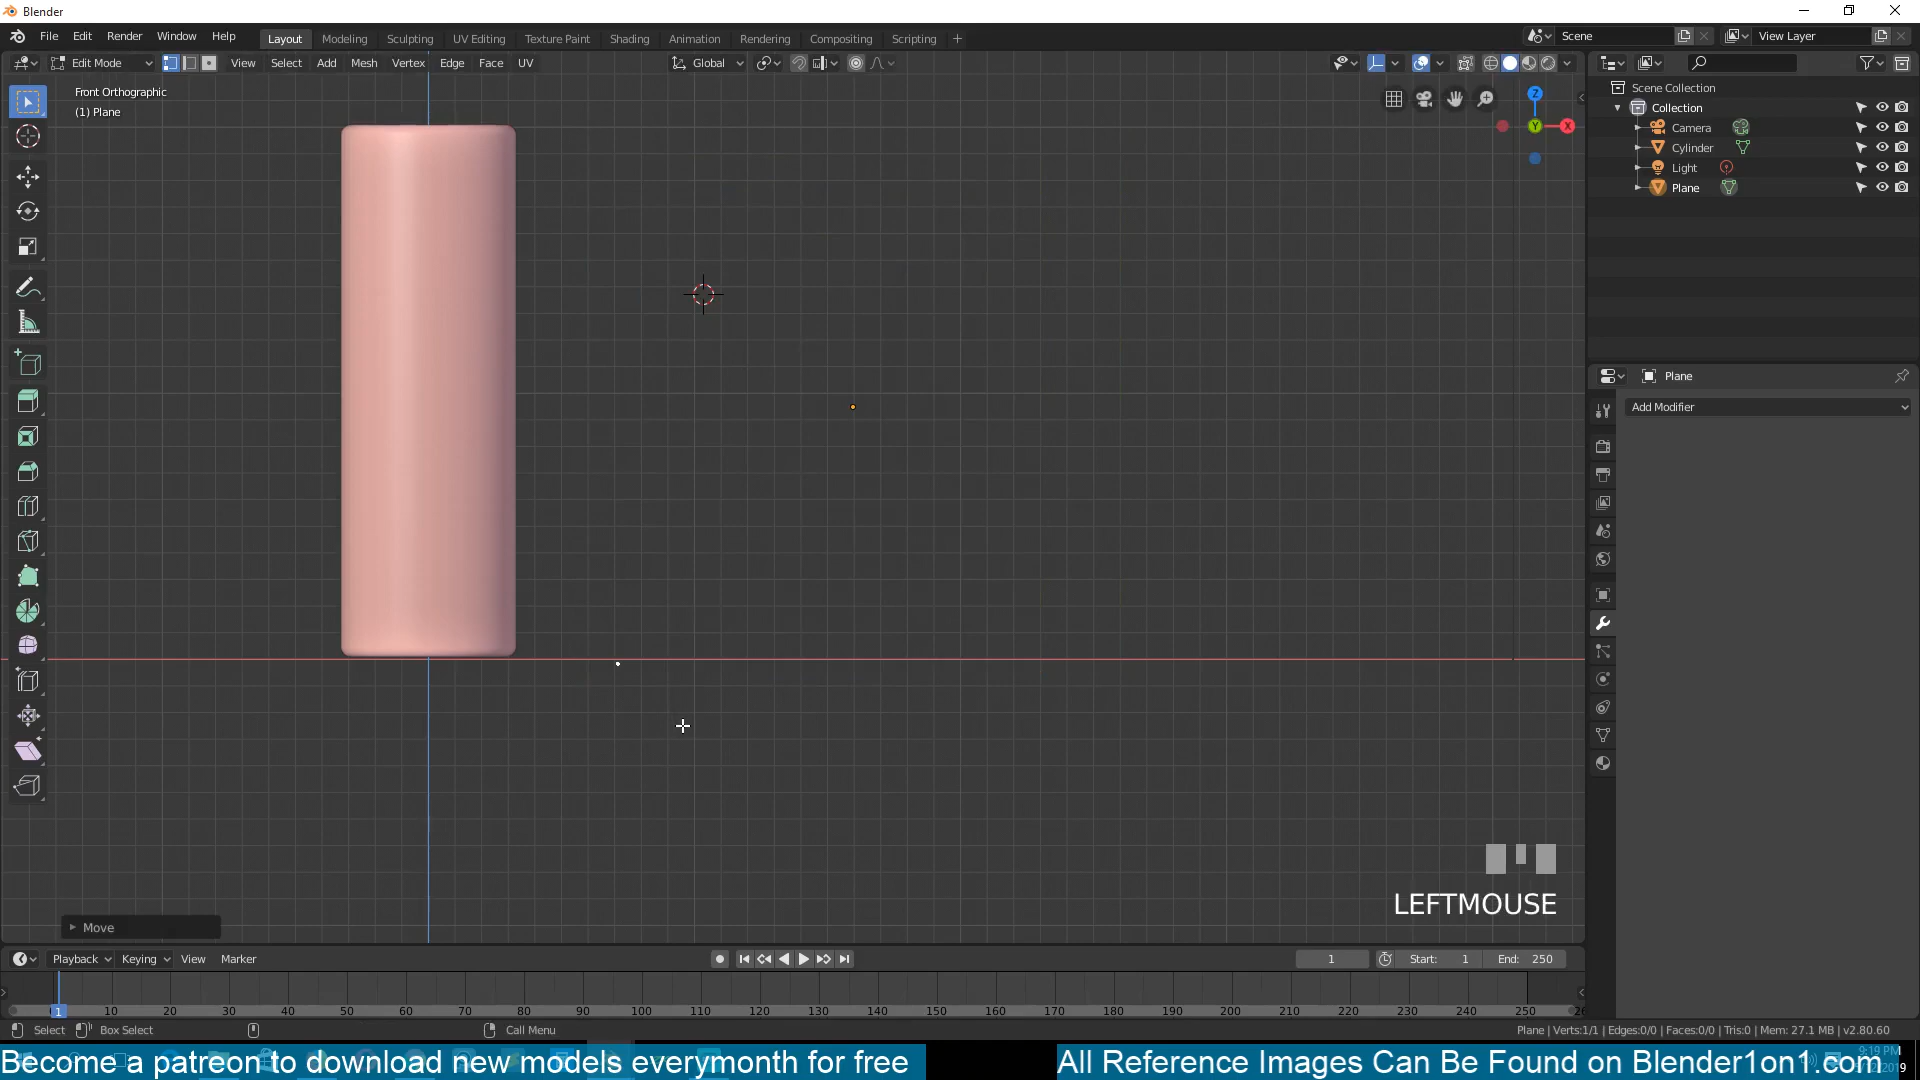 Blender
File Edit Render Window Help Layout Modeling Sculpting UV Editing Texture Paint Shading Animation Rendering Compositing Scripting + Scene View Layer
Edit Mode View Select Add Mesh Vertex Edge Face UV Global
Front Orthographic
(1) Plane
Z
Y
X
Scene Collection
Collection
Camera
Cylinder
Light
Plane
Plane
Add Modifier
LEFTMOUSE
Move
Playback Keying View Marker 1 Start: 1 End: 250
1 10 20 30 40 50 60 70 80 90 100 110 120 130 140 150 160 170 180 190 200 210 220 230 240 250 26
Select Box Select Call Menu Plane | Verts:1/1 | Edges:0/0 | Faces:0/0 | Tris:0 | Mem: 27.1 MB | v2.80.60
Become a patreon to download new models everymonth for free All Reference Images Can Be Found on Blender1on1.com
9:19 PM